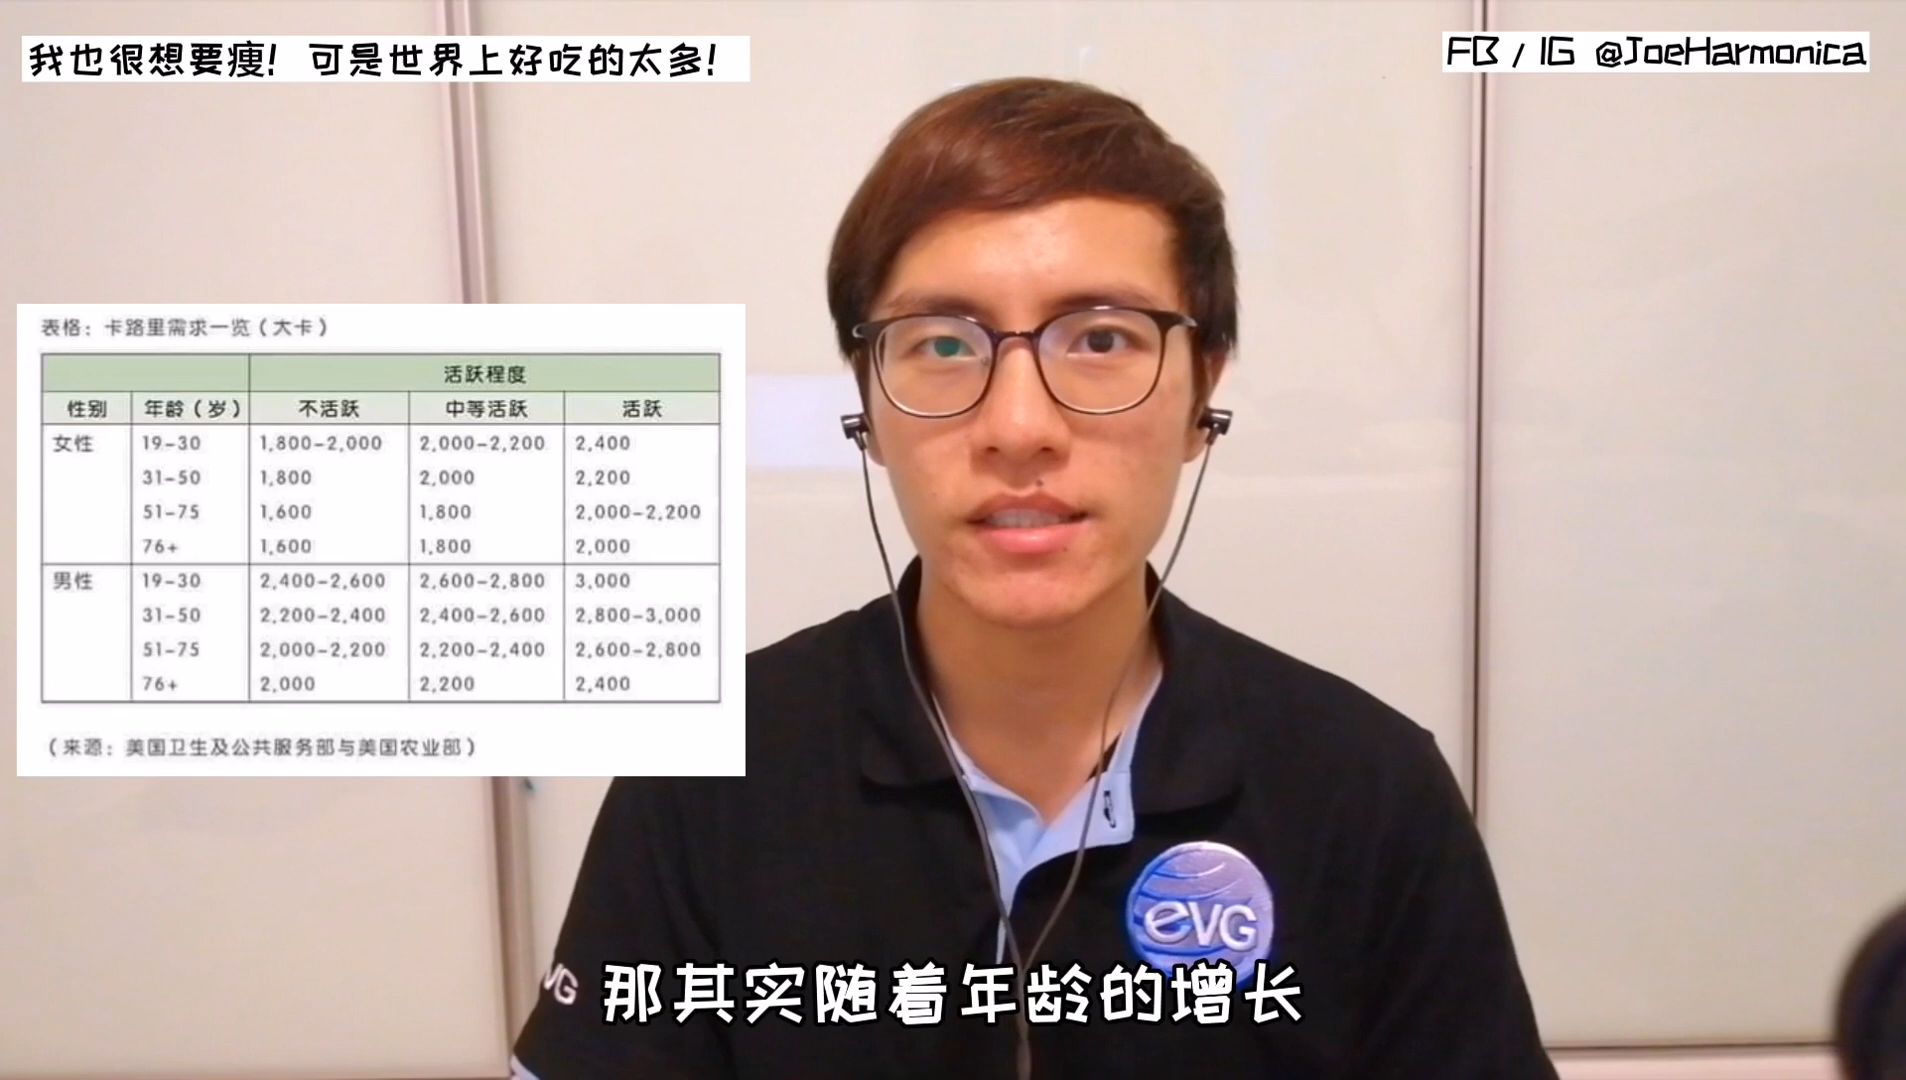 我也很想要瘦！可是世界上好吃的太多！
FB / IG @JoeHarmonica
表格：卡路里需求一览（大卡）
活跃程度
性别 年龄（岁） 不活跃 中等活跃 活跃
女性 19-30 1,800-2,000 2,000-2,200 2,400
31-50 1,800 2,000 2,200
51-75 1,600 1,800 2,000-2,200
76+ 1,600 1,800 2,000
男性 19-30 2,400-2,600 2,600-2,800 3,000
31-50 2,200-2,400 2,400-2,600 2,800-3,000
51-75 2,000-2,200 2,200-2,400 2,600-2,800
76+ 2,000 2,200 2,400
（来源：美国卫生及公共服务部与美国农业部）
eVG
VG
那其实随着年龄的增长